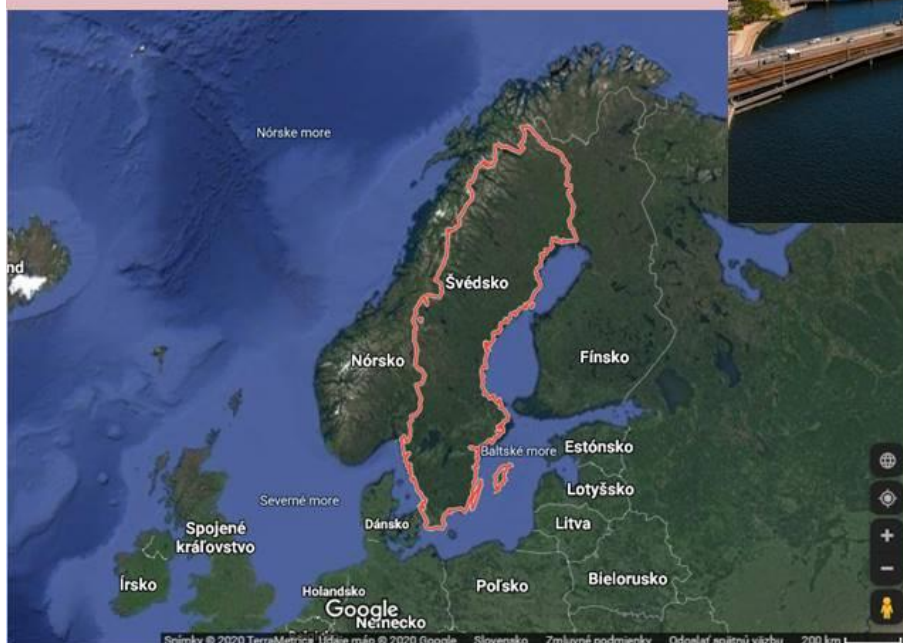 Nórske more
nd
Švédsko
Nórsko
Fínsko
Baltské more
Estónsko
Severné more
Lotyšsko
Dánsko
Litva
Spojené
kráľovstvo
Írsko
Bielorusko
Poľsko
Holandsko
Google
Nemecko
Snímky © 2020 TerraMetrics, Údaje máp © 2020 Google Slovensko Zmluvné podmienky Odoslať spätnú väzbu 200 km